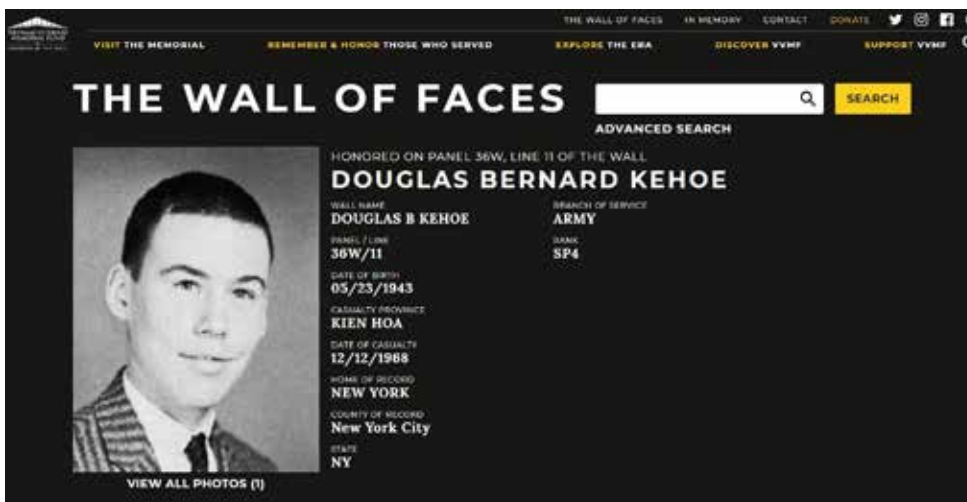 THE WALL OF FACES IN MEMORY CONTACT DONATE
VISIT THE MEMORIAL REMEMBER & HONOR THOSE WHO SERVED EXPLORE THE ERA DISCOVER VVMF SUPPORT VVMF
THE WALL OF FACES
SEARCH
ADVANCED SEARCH
HONORED ON PANEL 36W, LINE 11 OF THE WALL
DOUGLAS BERNARD KEHOE
WALL NAME BRANCH OF SERVICE
DOUGLAS B KEHOE ARMY
PANEL / LINE RANK
36W/11 SP4
DATE OF BIRTH
05/23/1943
CASUALTY PROVINCE
KIEN HOA
DATE OF CASUALTY
12/12/1968
HOME OF RECORD
NEW YORK
COUNTY OF RECORD
New York City
STATE
NY
VIEW ALL PHOTOS (1)